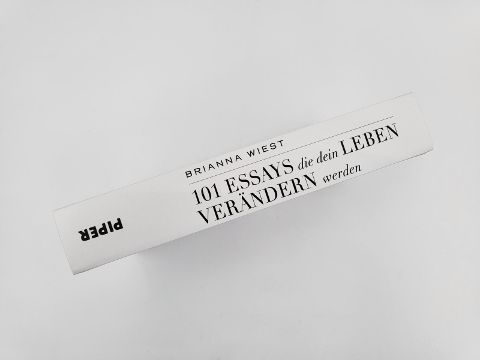 BRIANNA WIEST
101 ESSAYS die dein LEBEN
VERÄNDERN werden
PIPER